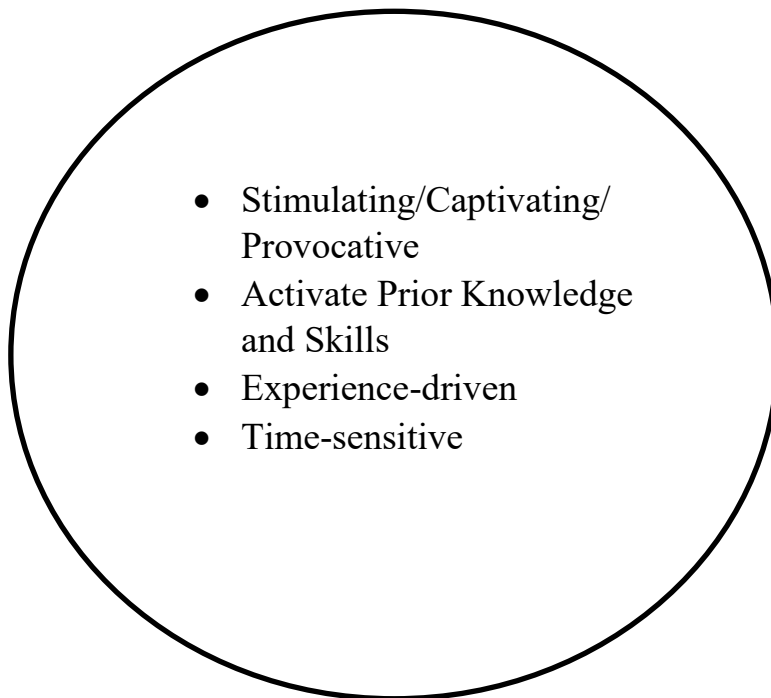 • Stimulating/Captivating/
Provocative
• Activate Prior Knowledge
and Skills
• Experience-driven
• Time-sensitive